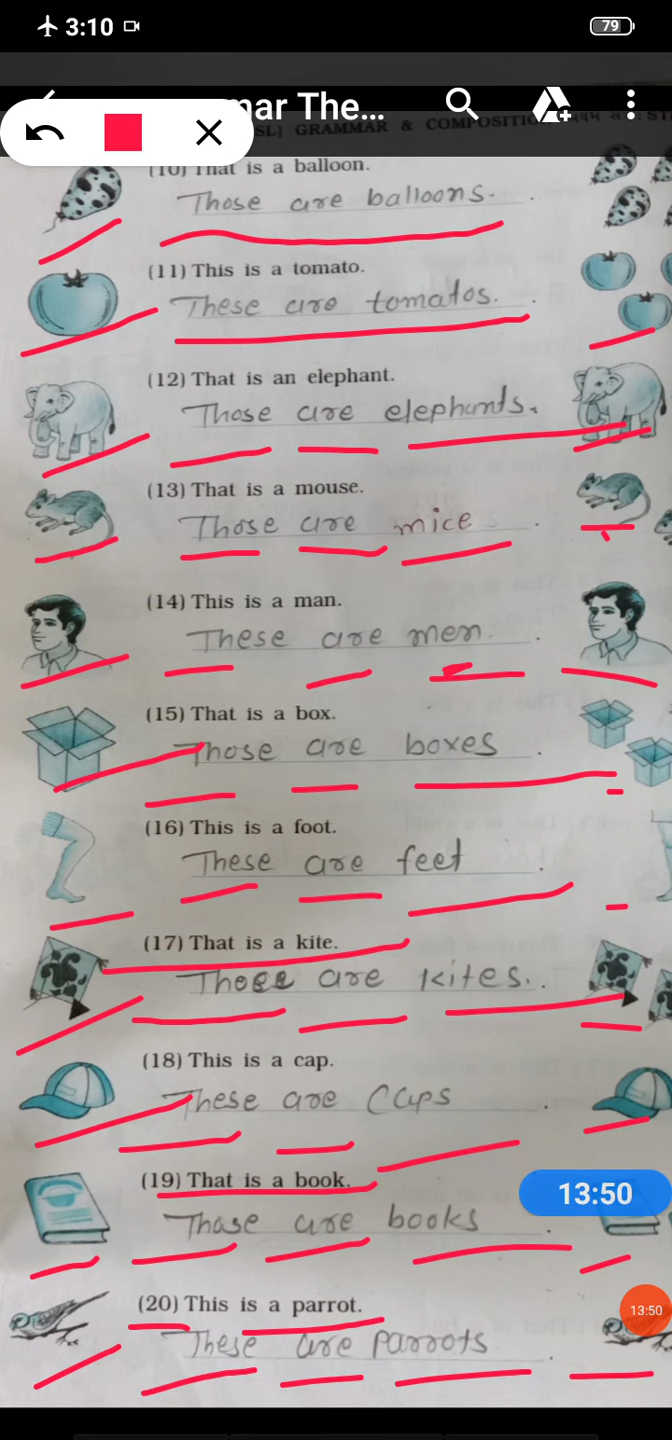 3:10
79
mar The...
SL) GRAMMAR & COMPOSITIO
(10) That is a balloon.
Those are balloons.
(11) This is a tomato.
These are tomatos.
(12) That is an elephant.
Those are elephants.
(13) That is a mouse.
Those are mice
(14) This is a man.
These are men.
(15) That is a box.
Those are boxes
(16) This is a foot.
These are feet
(17) That is a kite.
Those are kites.
(18) This is a cap.
These are Caps
(19) That is a book.
Those are books
13:50
(20) This is a parrot.
13:50
These are parrots